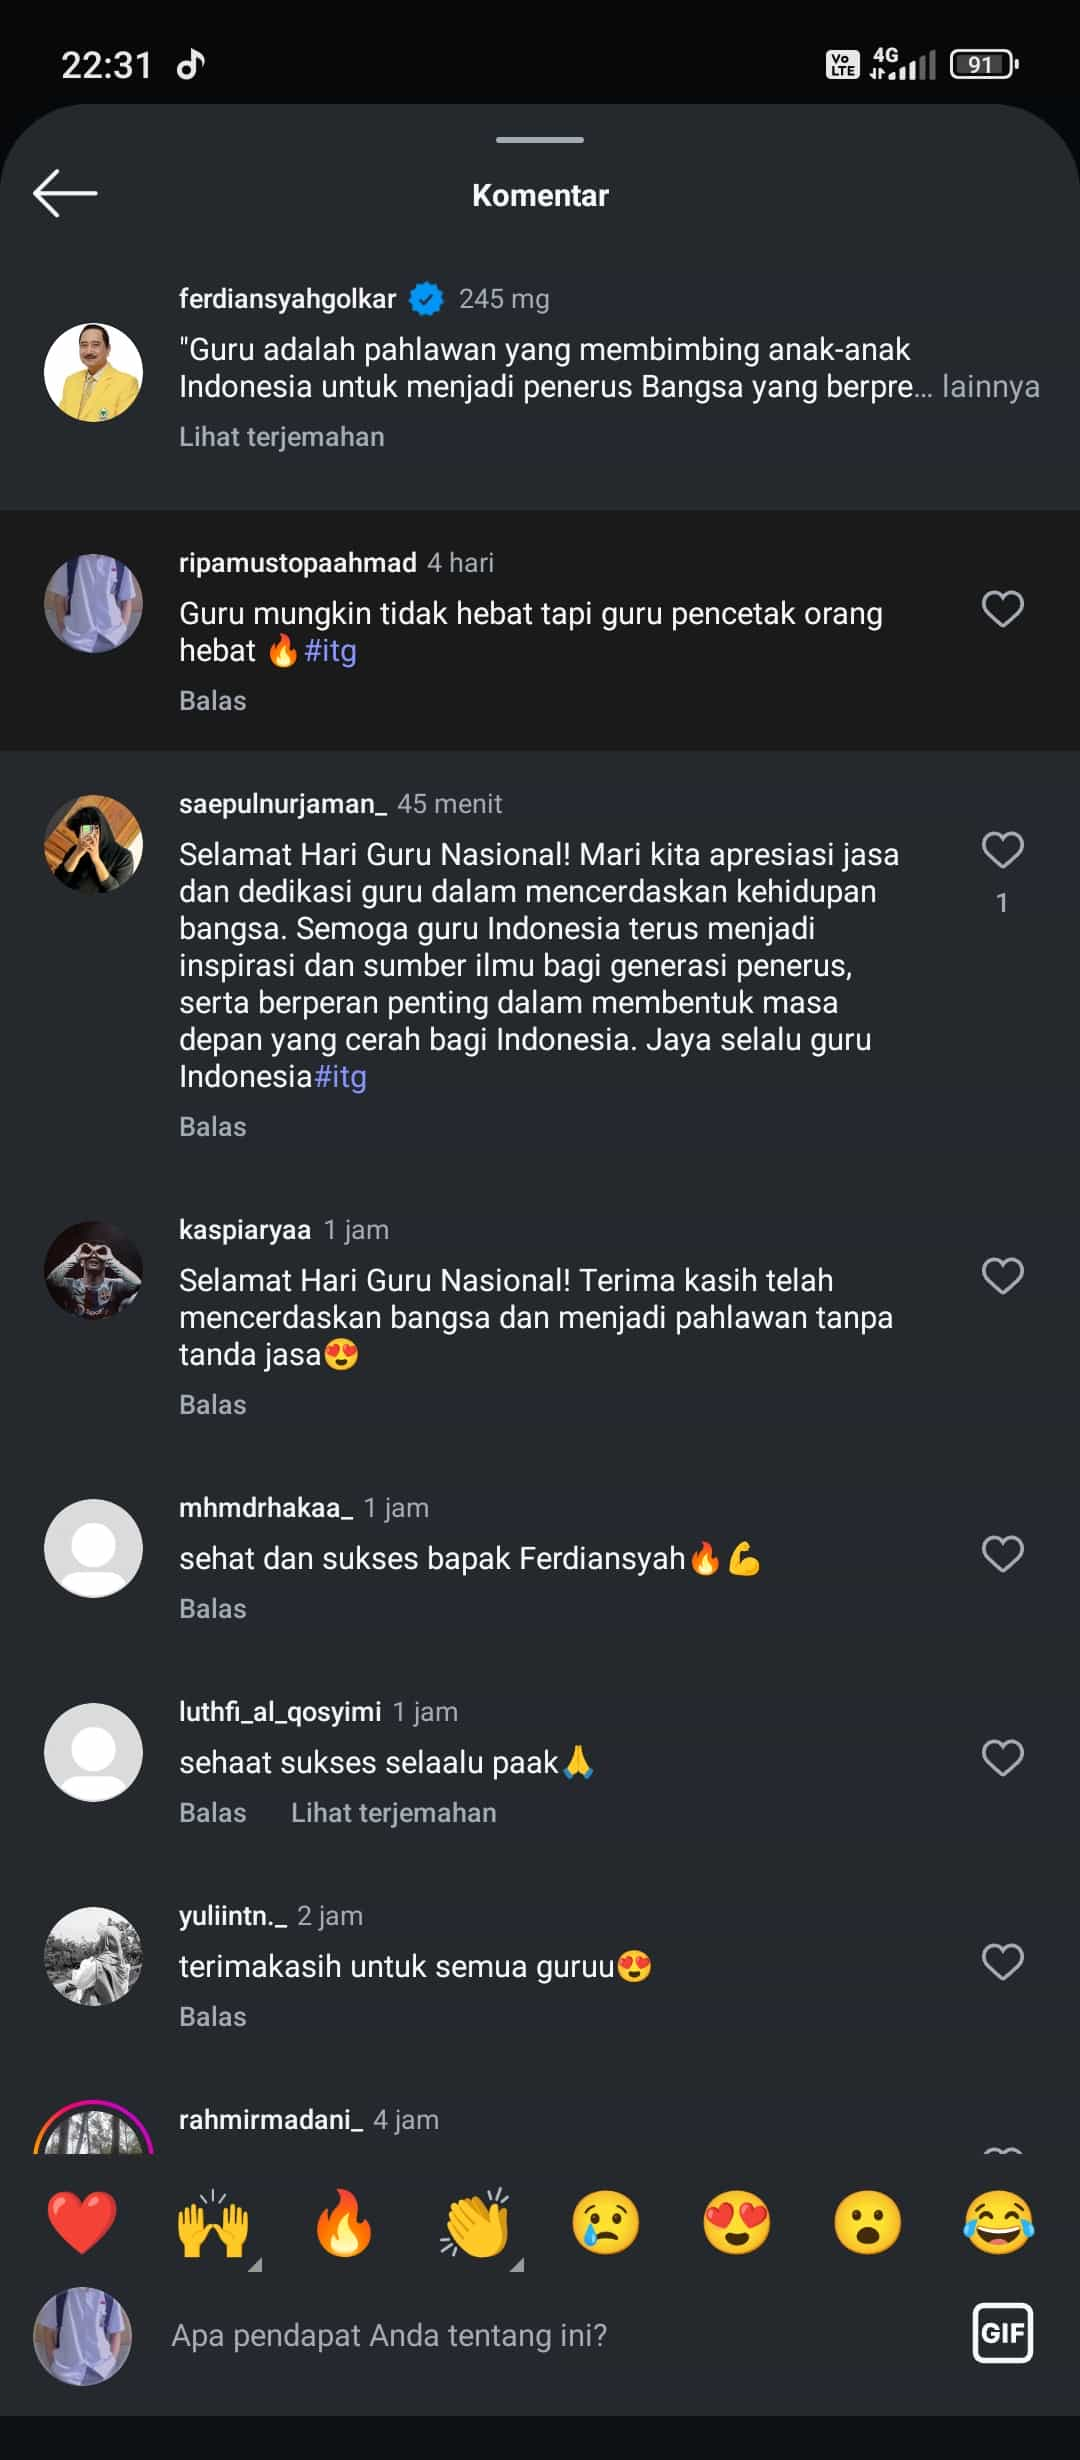 22:31
Vo LTE 4G 91
Komentar
ferdiansyahgolkar 245 mg
"Guru adalah pahlawan yang membimbing anak-anak
Indonesia untuk menjadi penerus Bangsa yang berpre... lainnya
Lihat terjemahan
ripamustopaahmad 4 hari
Guru mungkin tidak hebat tapi guru pencetak orang
hebat 🔥#itg
Balas
saepulnurjaman_ 45 menit
Selamat Hari Guru Nasional! Mari kita apresiasi jasa
dan dedikasi guru dalam mencerdaskan kehidupan
bangsa. Semoga guru Indonesia terus menjadi
inspirasi dan sumber ilmu bagi generasi penerus,
serta berperan penting dalam membentuk masa
depan yang cerah bagi Indonesia. Jaya selalu guru
Indonesia#itg
1
Balas
kaspiaryaa 1 jam
Selamat Hari Guru Nasional! Terima kasih telah
mencerdaskan bangsa dan menjadi pahlawan tanpa
tanda jasa😍
Balas
mhmdrhakaa_ 1 jam
sehat dan sukses bapak Ferdiansyah🔥💪
Balas
luthfi_al_qosyimi 1 jam
sehaat sukses selaalu paak🙏
Balas Lihat terjemahan
yuliintn._ 2 jam
terimakasih untuk semua guruu😍
Balas
rahmirmadani_ 4 jam
❤️ 🙌 🔥 👏 😢 😍 😮 😂
Apa pendapat Anda tentang ini?
GIF